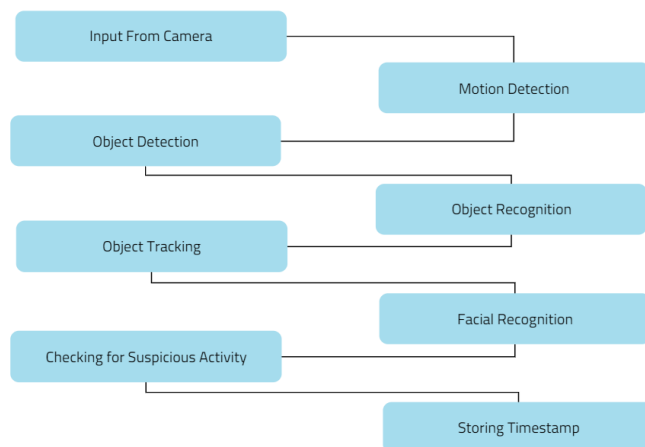 Input From Camera
Motion Detection
Object Detection
Object Recognition
Object Tracking
Facial Recognition
Checking for Suspicious Activity
Storing Timestamp